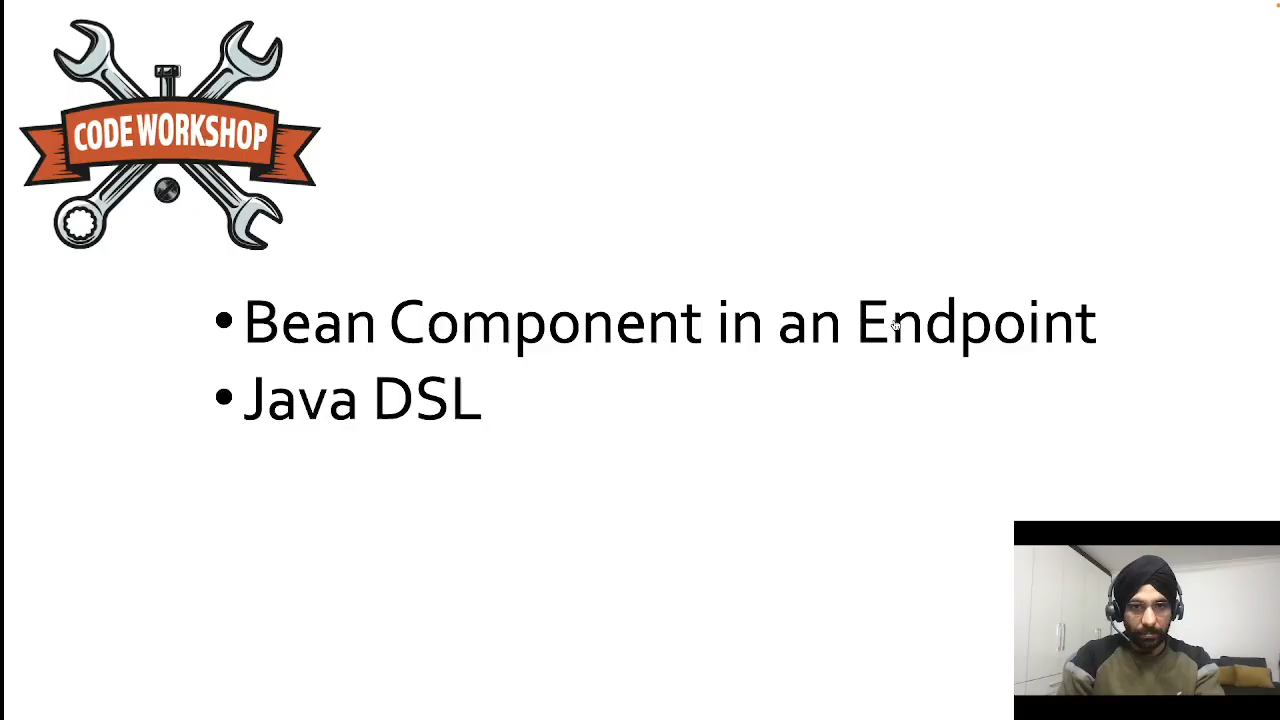 CODE WORKSHOP
• Bean Component in an Endpoint
• Java DSL